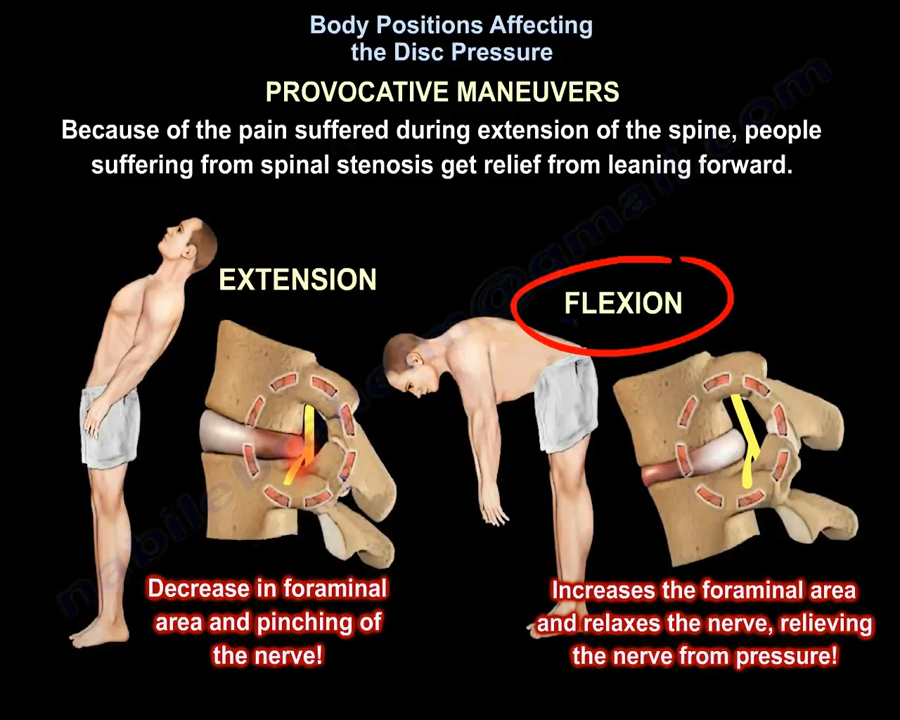 Body Positions Affecting
the Disc Pressure
PROVOCATIVE MANEUVERS
Because of the pain suffered during extension of the spine, people
suffering from spinal stenosis get relief from leaning forward.
EXTENSION
FLEXION
Decrease in foraminal
area and pinching of
the nerve!
Increases the foraminal area
and relaxes the nerve, relieving
the nerve from pressure!